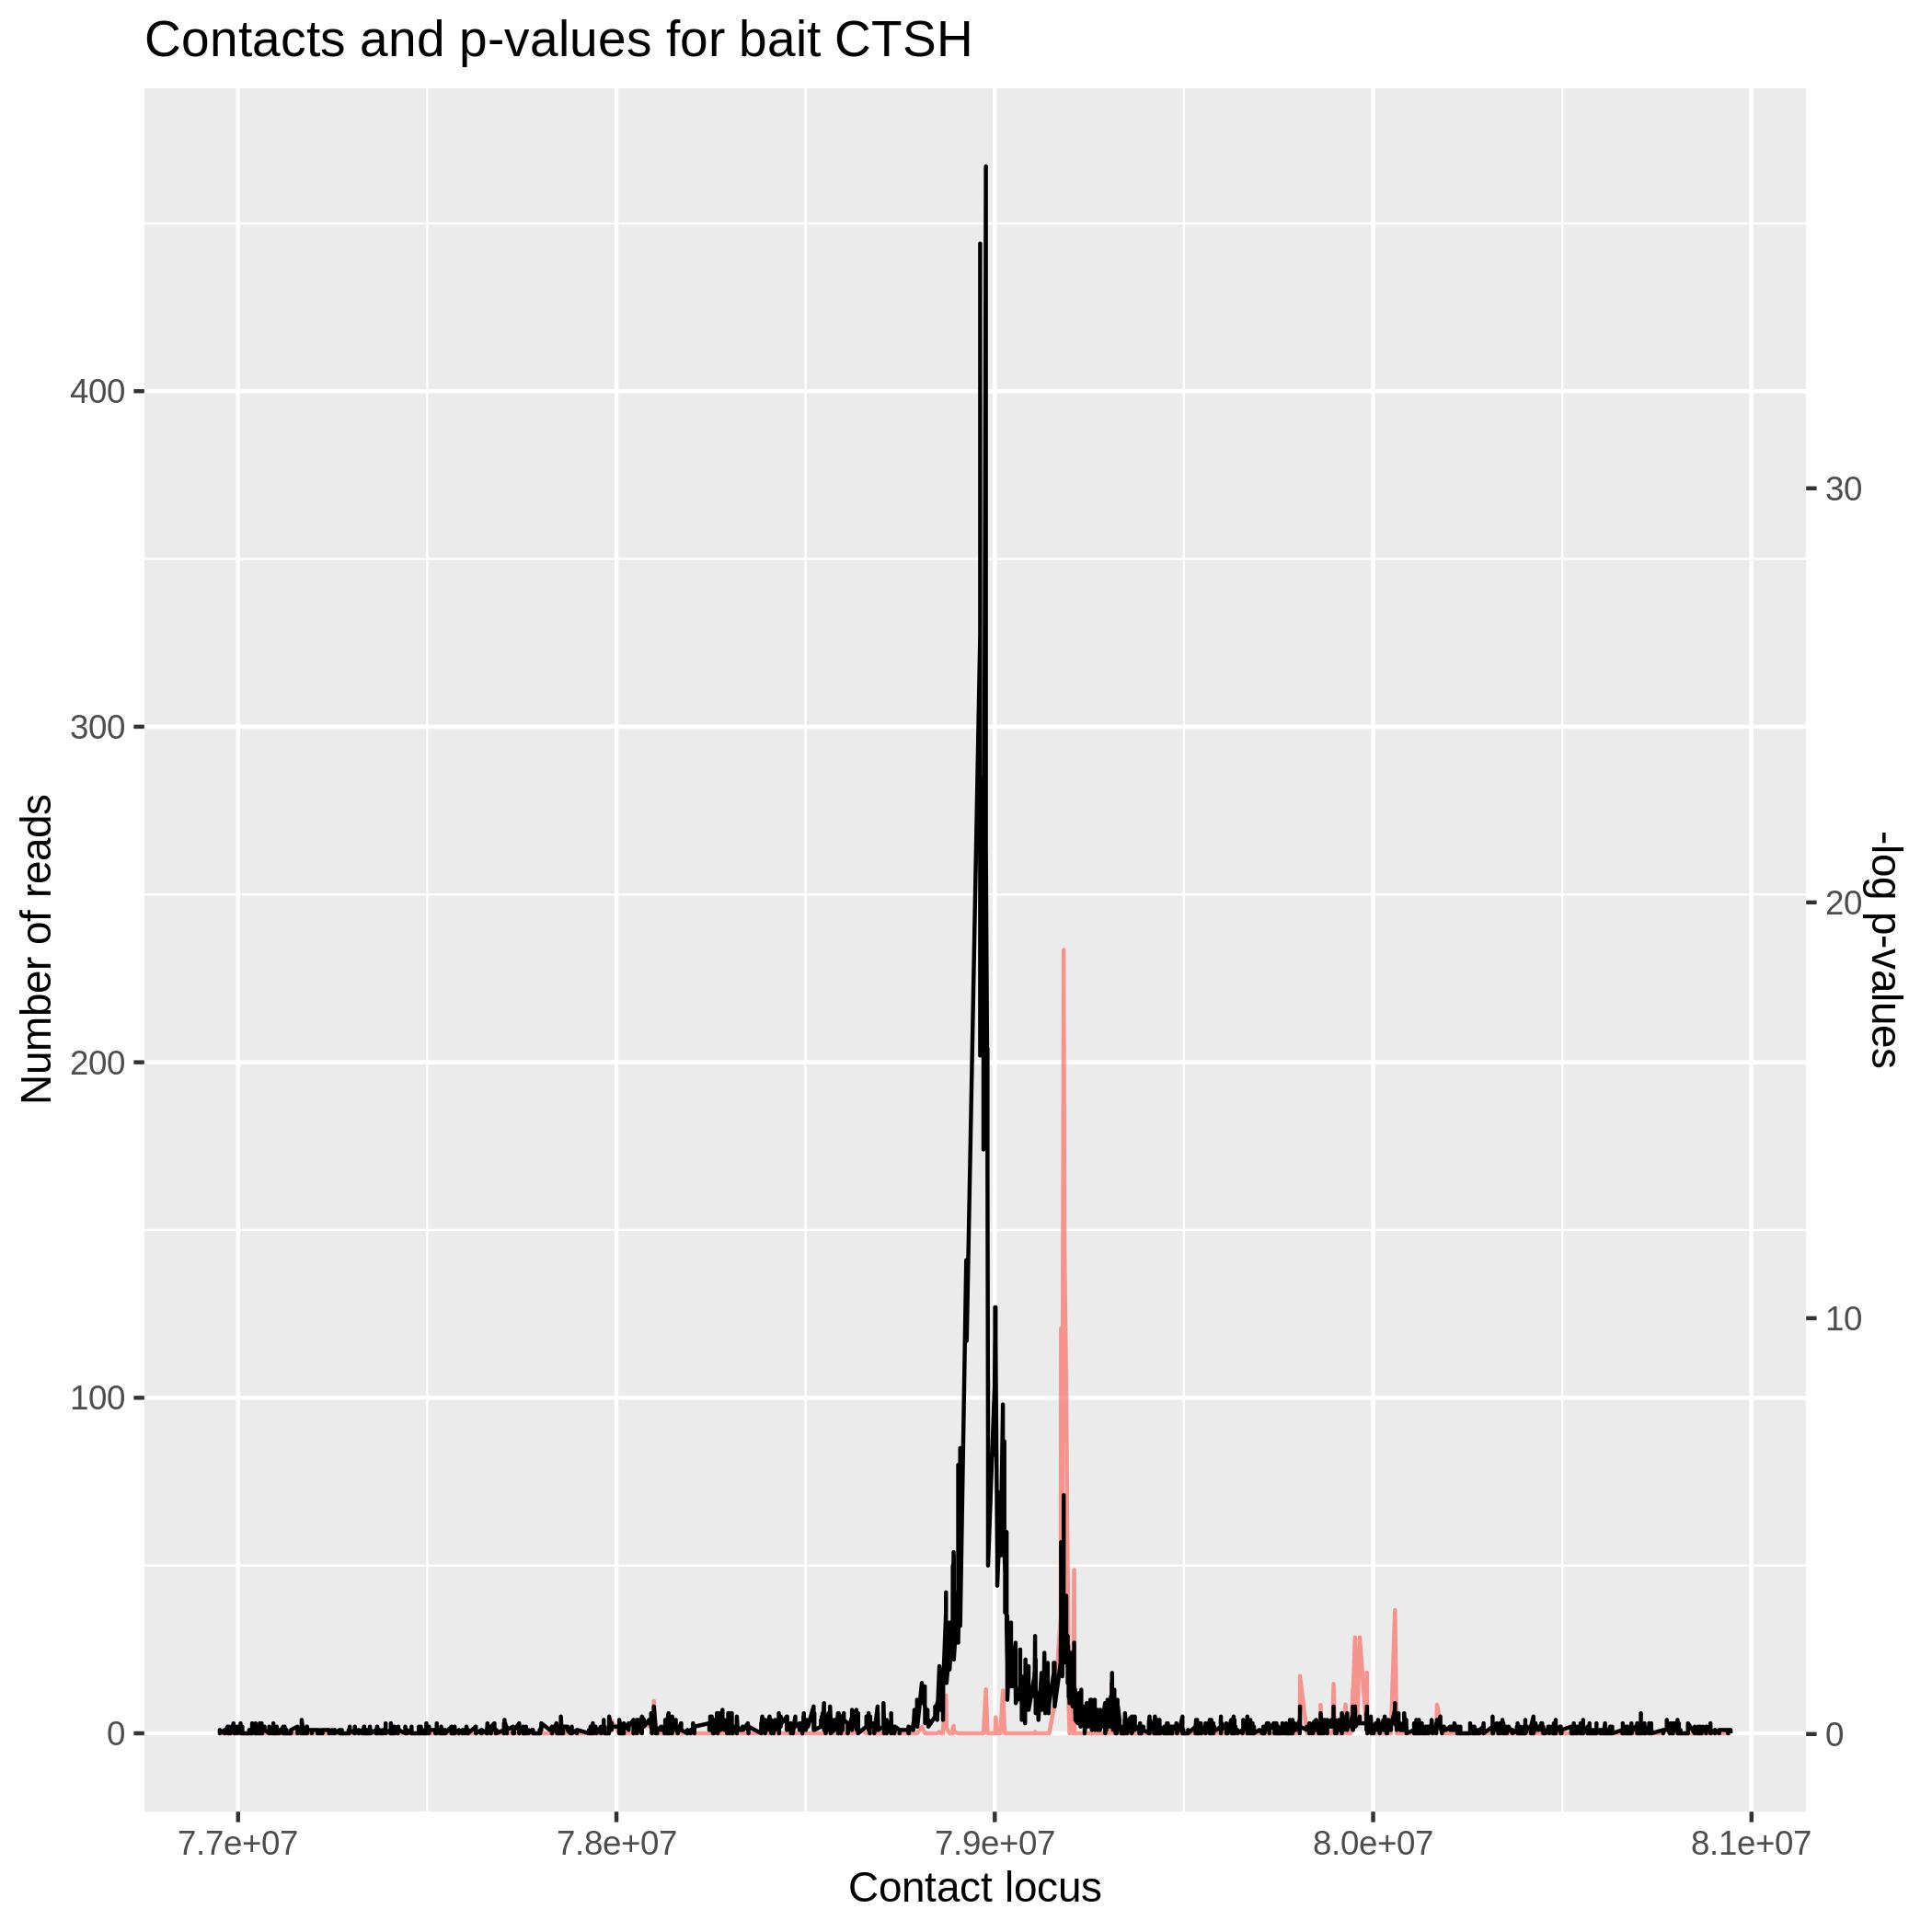 Contacts and p-values for bait CTSH
Number of reads
400
300
200
100
0
30
20
10
0
-log p-values
7.7e+07
7.8e+07
7.9e+07
8.0e+07
8.1e+07
Contact locus